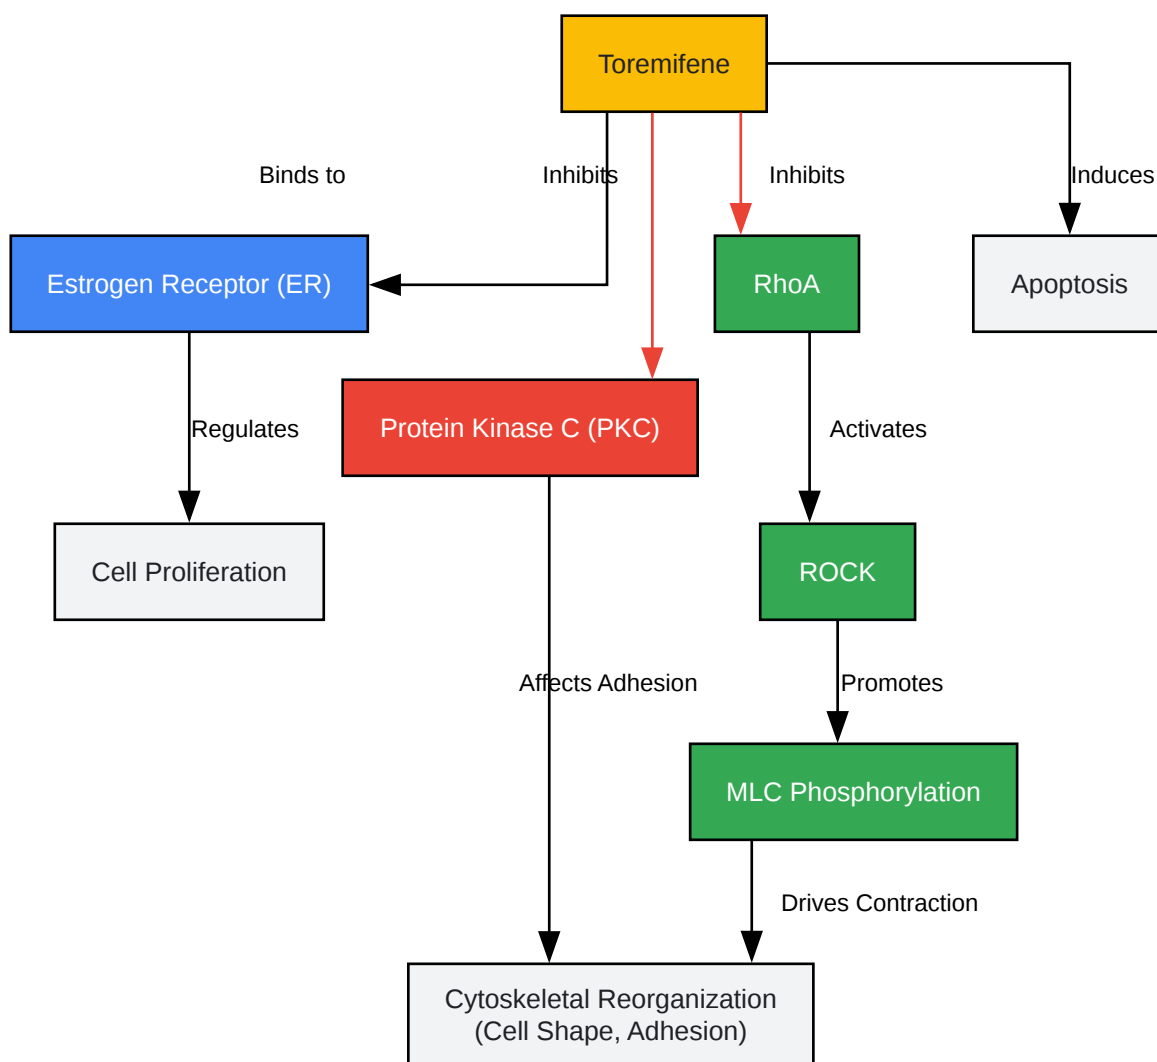 Toremifene
Binds to
Inhibits
Inhibits
Induces
Estrogen Receptor (ER)
RhoA
Apoptosis
Regulates
Protein Kinase C (PKC)
Activates
Cell Proliferation
ROCK
Affects Adhesion
Promotes
MLC Phosphorylation
Drives Contraction
Cytoskeletal Reorganization
(Cell Shape, Adhesion)